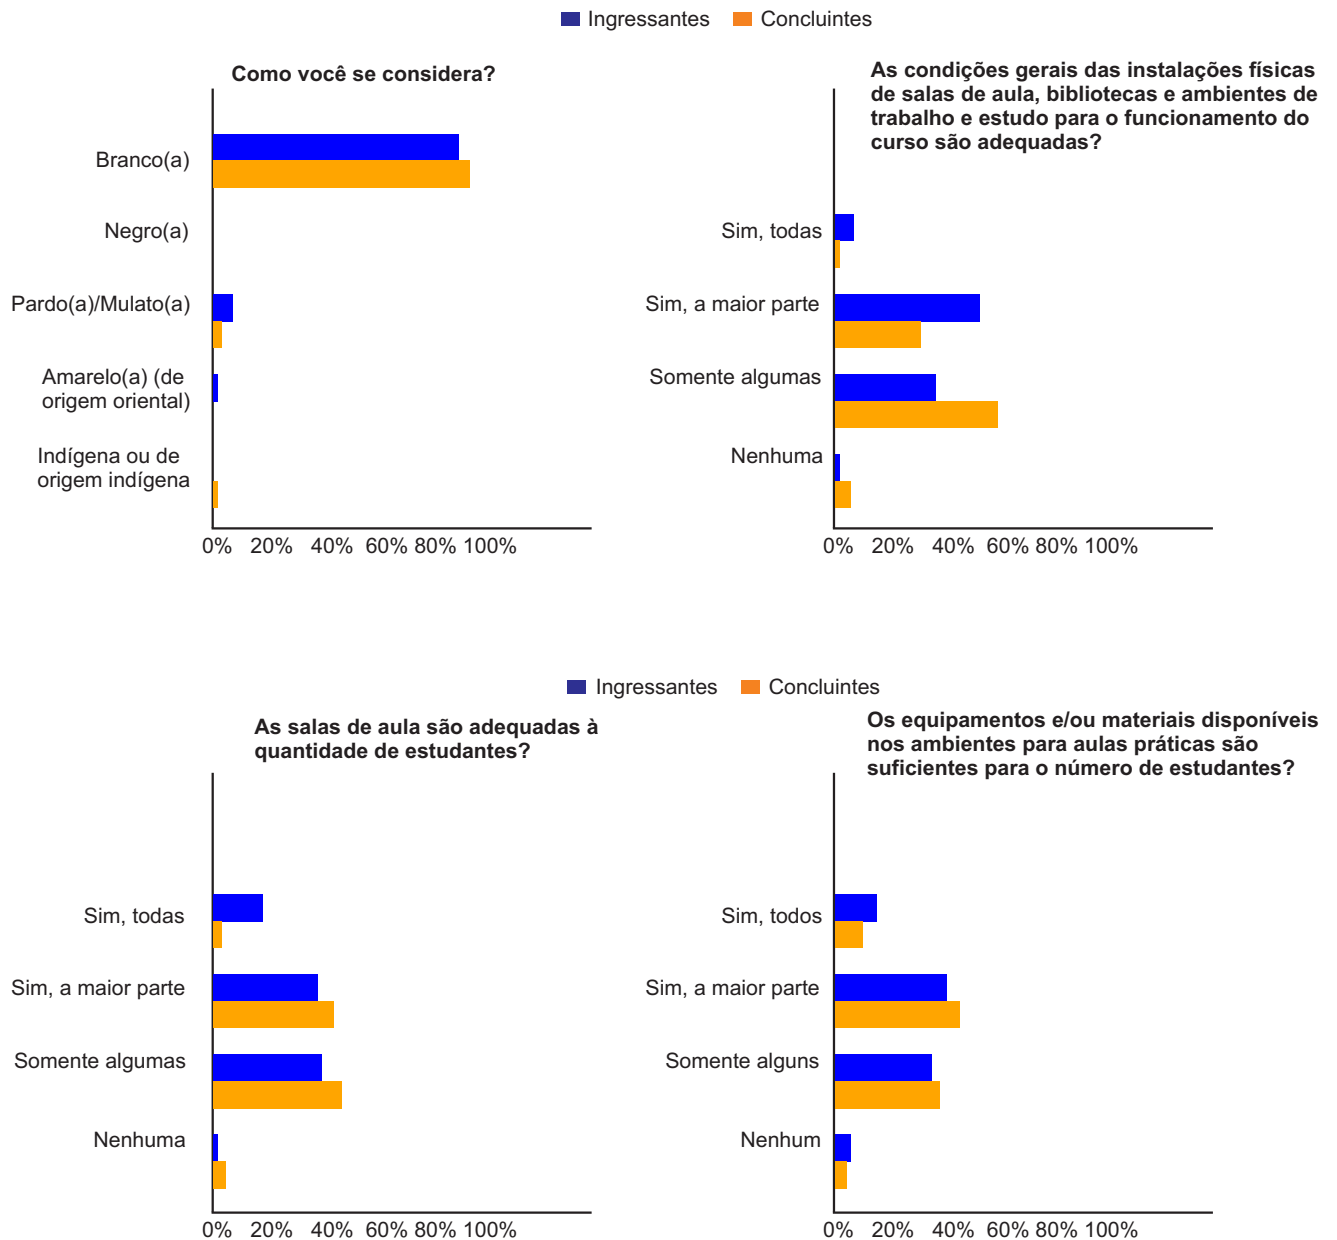 Ingressantes Concluintes
Como você se considera?
Branco(a)
Negro(a)
Pardo(a)/Mulato(a)
Amarelo(a) (de
origem oriental)
Indígena ou de
origem indígena
0% 20% 40% 60% 80% 100%
As condições gerais das instalações físicas
de salas de aula, bibliotecas e ambientes de
trabalho e estudo para o funcionamento do
curso são adequadas?
Sim, todas
Sim, a maior parte
Somente algumas
Nenhuma
0% 20% 40% 60% 80% 100%
Ingressantes Concluintes
As salas de aula são adequadas à
quantidade de estudantes?
Sim, todas
Sim, a maior parte
Somente algumas
Nenhuma
0% 20% 40% 60% 80% 100%
Os equipamentos e/ou materiais disponíveis
nos ambientes para aulas práticas são
suficientes para o número de estudantes?
Sim, todos
Sim, a maior parte
Somente alguns
Nenhum
0% 20% 40% 60% 80% 100%